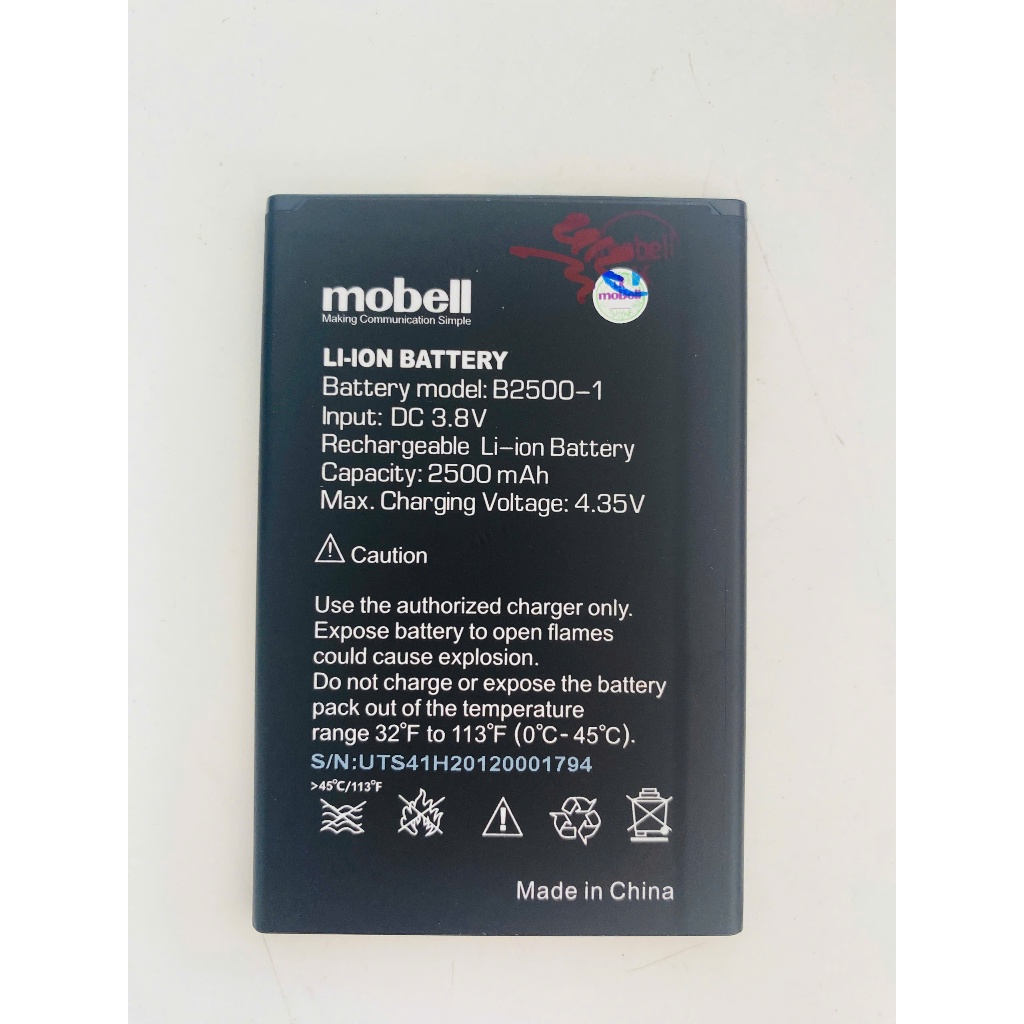 mobell
Making Communication Simple
mobell
LI-ION BATTERY
Battery model: B2500-1
Input: DC 3.8V
Rechargeable Li-ion Battery
Capacity: 2500 mAh
Max. Charging Voltage: 4.35V
Caution
Use the authorized charger only.
Expose battery to open flames
could cause explosion.
Do not charge or expose the battery
pack out of the temperature
range 32°F to 113°F (0°C- 45°C).
S/N:UTS41H20120001794
>45°C/113°F
Made in China